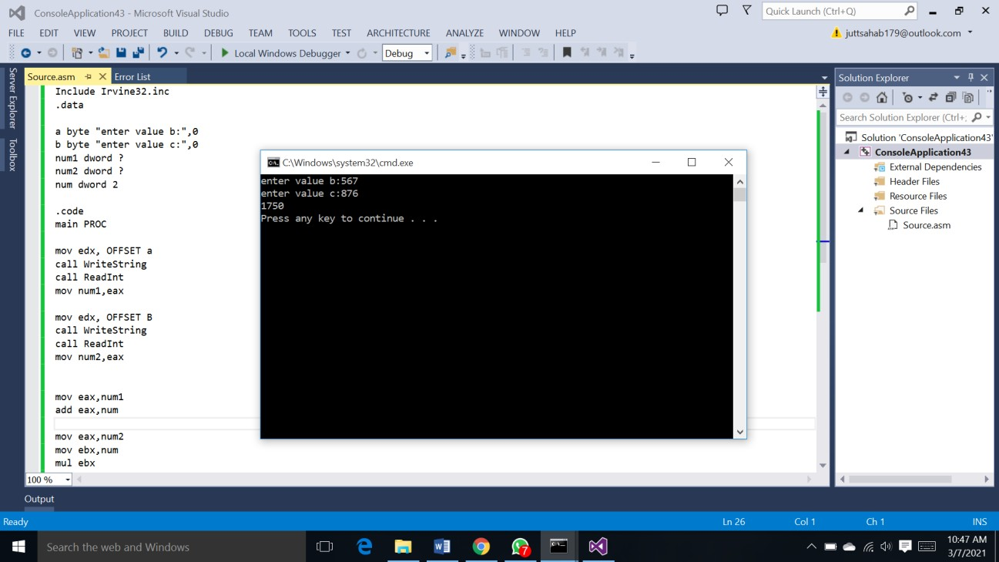 ConsoleApplication43 - Microsoft Visual Studio
Quick Launch (Ctrl+Q)
FILE EDIT VIEW PROJECT BUILD DEBUG TEAM TOOLS TEST ARCHITECTURE ANALYZE WINDOW HELP
juttsahab179@outlook.com
Local Windows Debugger Debug
Server Explorer
Toolbox
Source.asm Error List
Include Irvine32.inc
.data
a byte "enter value b:",0
b byte "enter value c:",0
num1 dword ?
num2 dword ?
num dword 2
.code
main PROC
mov edx, OFFSET a
call WriteString
call ReadInt
mov num1,eax
mov edx, OFFSET B
call WriteString
call ReadInt
mov num2,eax
mov eax,num1
add eax,num
mov eax,num2
mov ebx,num
mul ebx
100 %
C:\Windows\system32\cmd.exe
enter value b:567
enter value c:876
1750
Press any key to continue . . .
Solution Explorer
Search Solution Explorer (Ctrl+;
Solution 'ConsoleApplication43'
ConsoleApplication43
External Dependencies
Header Files
Resource Files
Source Files
Source.asm
Output
Ready Ln 26 Col 1 Ch 1 INS
Search the web and Windows
7
10:47 AM
3/7/2021